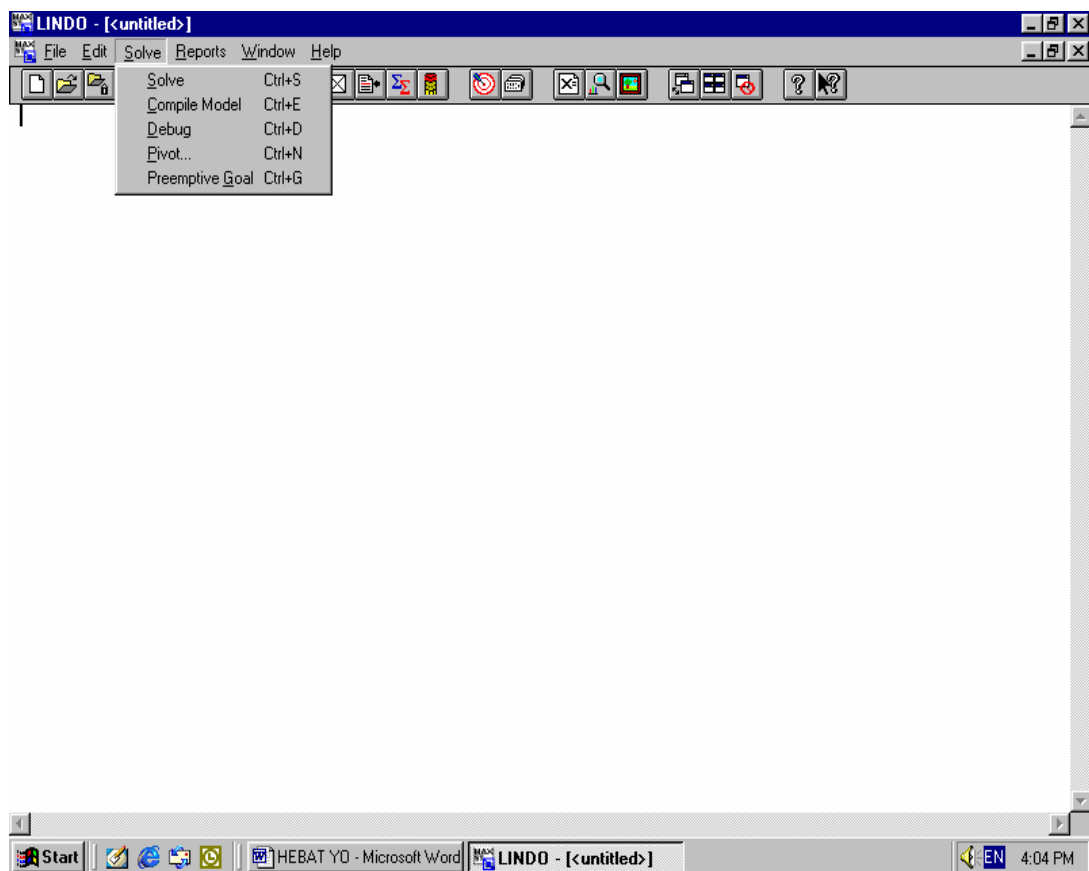 LINDO - [<untitled>]
File Edit Solve Reports Window Help
Solve Ctrl+S
Compile Model Ctrl+E
Debug Ctrl+D
Pivot... Ctrl+N
Preemptive Goal Ctrl+G
Start HEBAT YO - Microsoft Word LINDO - [<untitled>] EN 4:04 PM